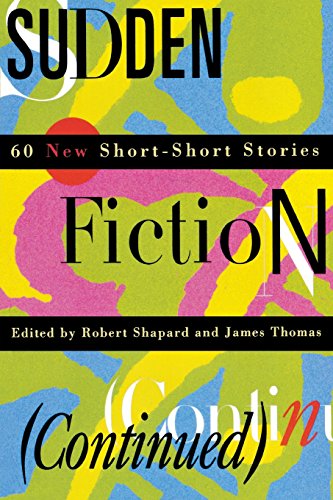 SUDDEN
60 New Short-Short Stories
FictioN
Edited by Robert Shapard and James Thomas
(Continued)